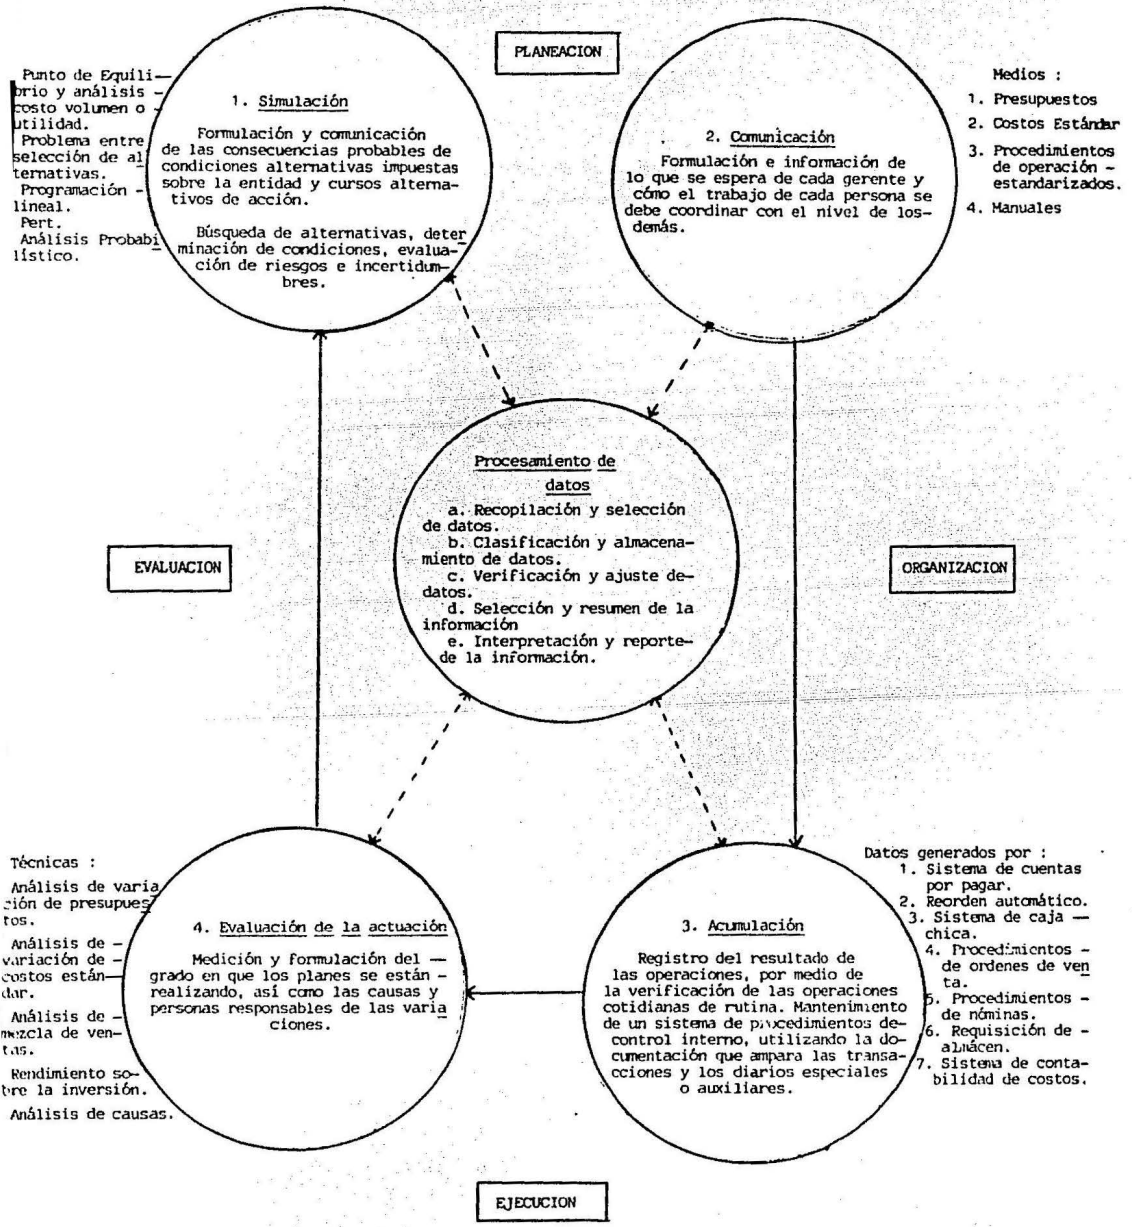 PLANEACION
Punto de Equili—
brio y análisis -
costo volumen o -
utilidad.
Problema entre
selección de al
ternativas.
Programación -
lineal.
Pert.
Análisis Probabi
lístico.
1. Simulación
Formulación y comunicación
de las consecuencias probables de
condiciones alternativas impuestas
sobre la entidad y cursos alterna-
tivos de acción.
Búsqueda de alternativas, deter
minación de condiciones, evalua-
ción de riesgos e incertidum-
bres.
2. Comunicación
Formulación e información de
lo que se espera de cada gerente y
cómo el trabajo de cada persona se
debe coordinar con el nivel de los-
demás.
Medios :
1. Presupuestos
2. Costos Estándar
3. Procedimientos
de operación -
estandarizados.
4. Manuales
Procesamiento de
datos
a. Recopilación y selección
de datos.
b. Clasificación y almacena-
miento de datos.
c. Verificación y ajuste de-
datos.
d. Selección y resumen de la
información
e. Interpretación y reporte-
de la información.
EVALUACION
ORGANIZACION
Técnicas :
Análisis de varia
ción de presupues
tos.
Análisis de -
variación de -
costos están—
dar.
Análisis de -
mezcla de ven-
tas.
Rendimiento so-
bre la inversión.
Análisis de causas.
4. Evaluación de la actuación
Medición y formulación del —
grado en que los planes se están -
realizando, así como las causas y
personas responsables de las varia
ciones.
3. Acumulación
Registro del resultado de
las operaciones, por medio de
la verificación de las operaciones
cotidianas de rutina. Mantenimiento
de un sistema de procedimientos de-
control interno, utilizando la do-
cumentación que ampara las transa-
cciones y los diarios especiales
o auxiliares.
Datos generados por :
1. Sistema de cuentas
por pagar.
2. Reorden automático.
3. Sistema de caja —
chica.
4. Procedimientos -
de ordenes de ven
ta.
5. Procedimientos -
de nóminas.
6. Requisición de -
almácen.
7. Sistema de conta-
bilidad de costos.
EJECUCION